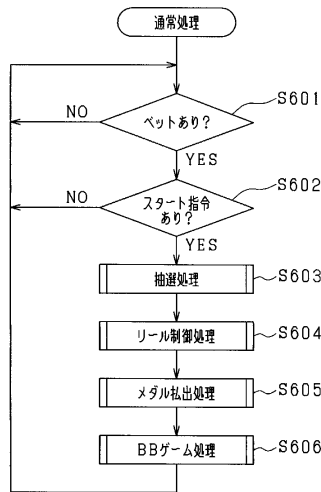 通常処理
ベットあり?
S601
NO
YES
スタート指令
あり?
S602
NO
YES
抽選処理
S603
リール制御処理
S604
メダル払出処理
S605
BBゲーム処理
S606